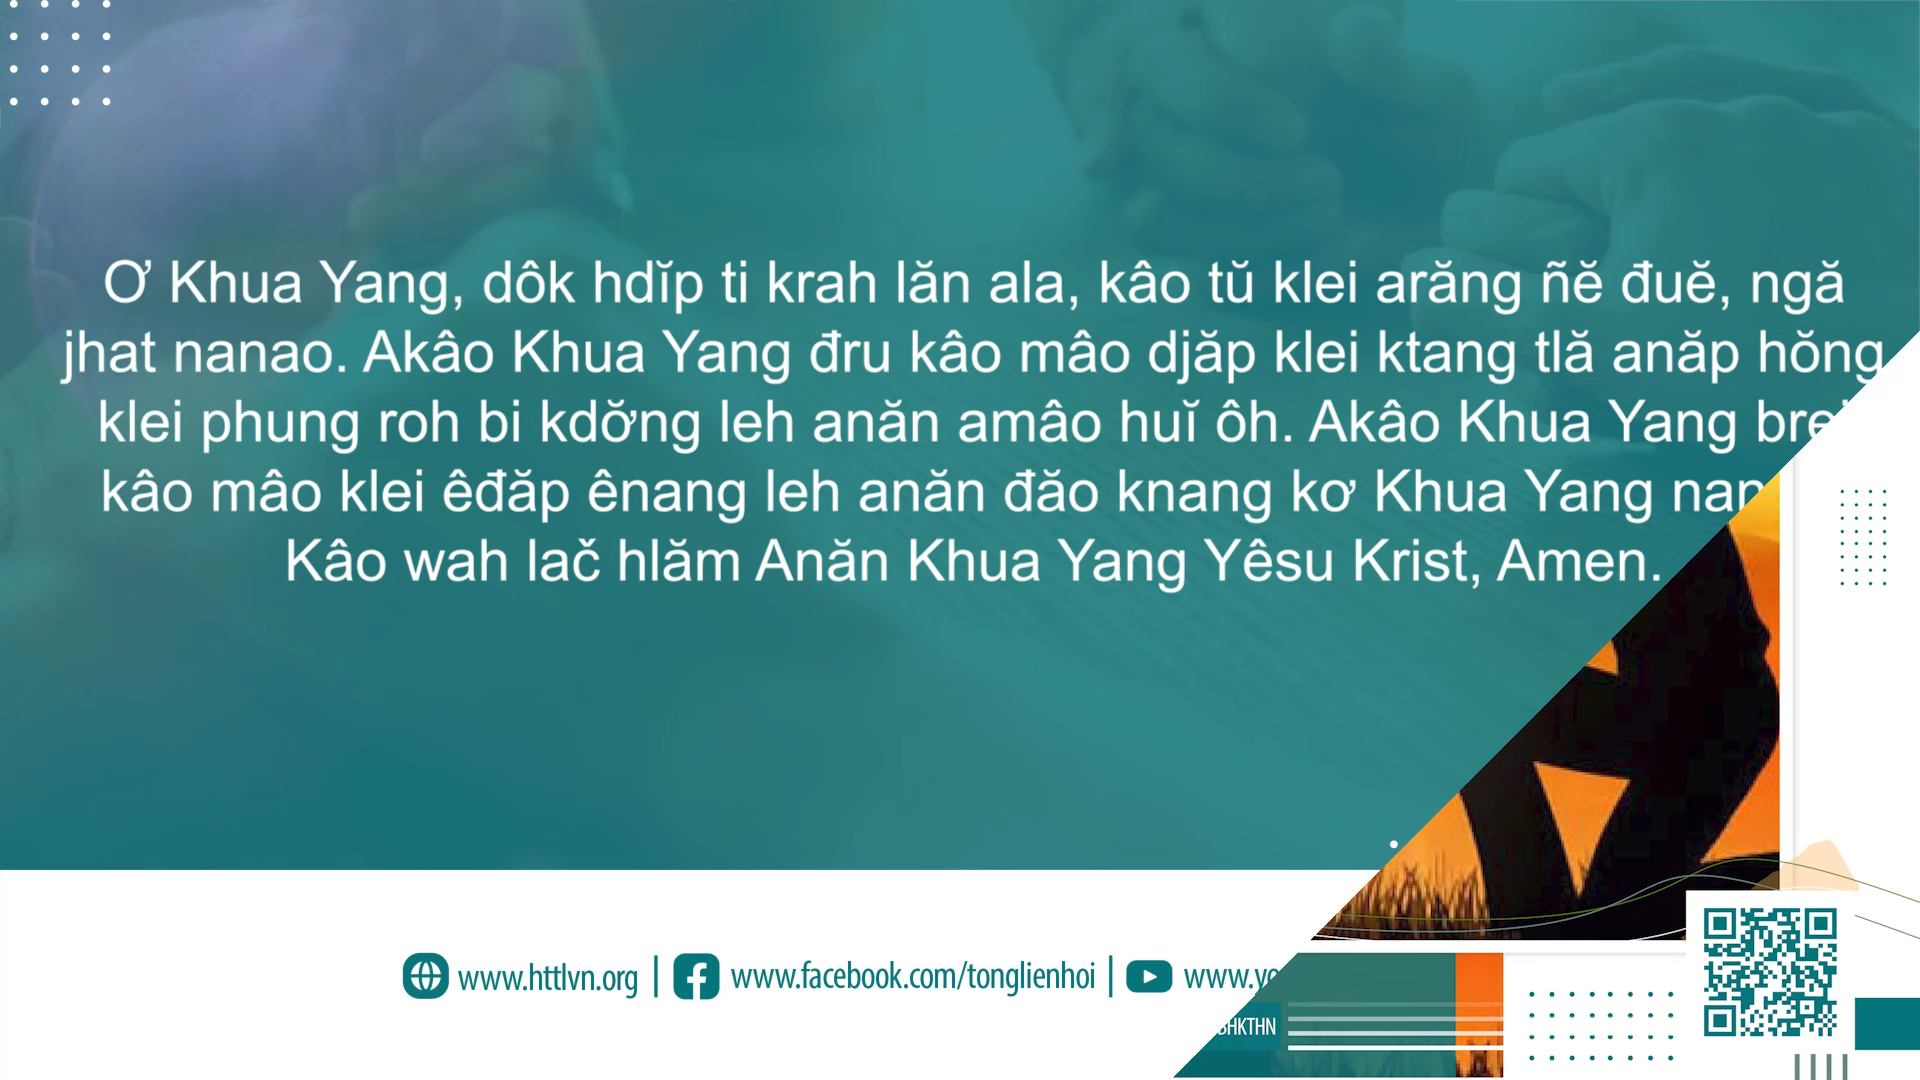 Ơ Khua Yang, dôk hdĭp ti krah lăn ala, kâo tŭ klei arăng ñĕ đuĕ, ngă
jhat nanao. Akâo Khua Yang đru kâo mâo djăp klei ktang tlă anăp hŏng
klei phung roh bi kdơ̆ng leh anăn amâo huĭ ôh. Akâo Khua Yang
kâo mâo klei êđăp ênang leh anăn đăo knang kơ Khua Yang
Kâo wah lač hlăm Anăn Khua Yang Yêsu Krist, Amen.
www.httlvn.org | www.facebook.com/tonglienhoi |